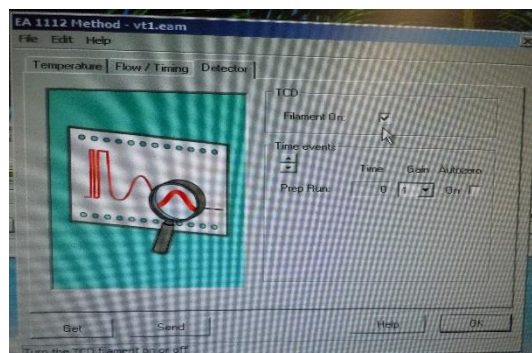 EA 1112 Method - vt1.eam
File Edit Help
Temperature Flow / Timing Detector
TCD
Filament On:
Time events
Time Gain Autozero
Prep Run: 0 1 On
Get Send Help OK
Turn the TCD filament on or off